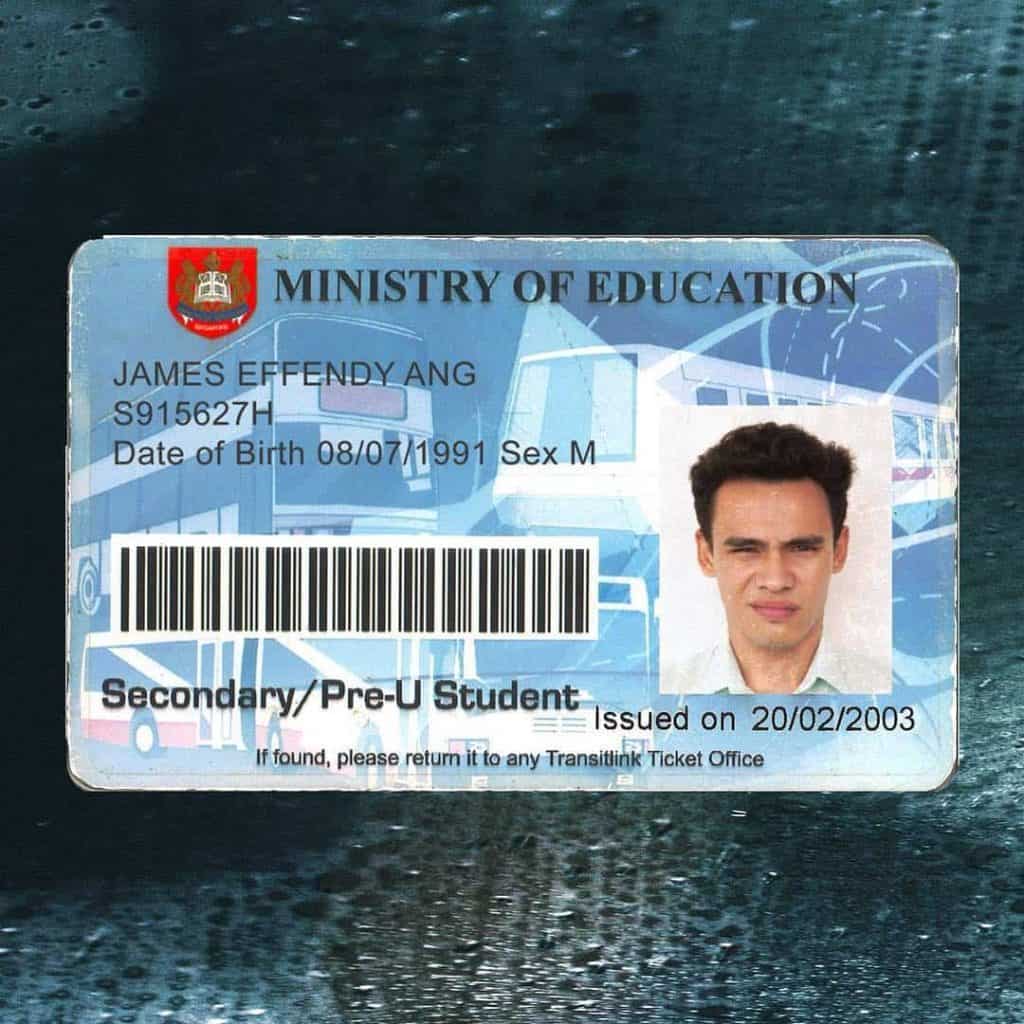 MINISTRY OF EDUCATION
JAMES EFFENDY ANG
S915627H
Date of Birth 08/07/1991 Sex M
Secondary/Pre-U Student
Issued on 20/02/2003
If found, please return it to any Transitlink Ticket Office